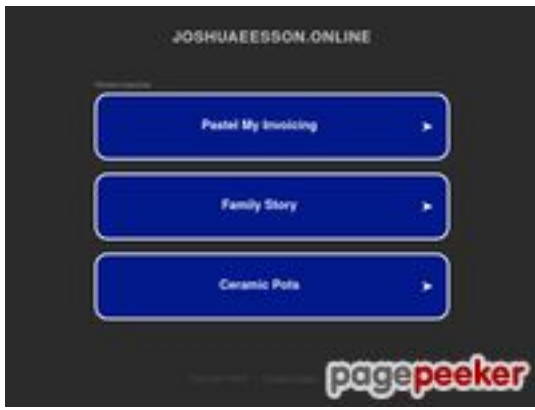 JOSHUAEESSON.ONLINE
Pastel My Invoicing
Family Story
Ceramic Pots
pagepeeker